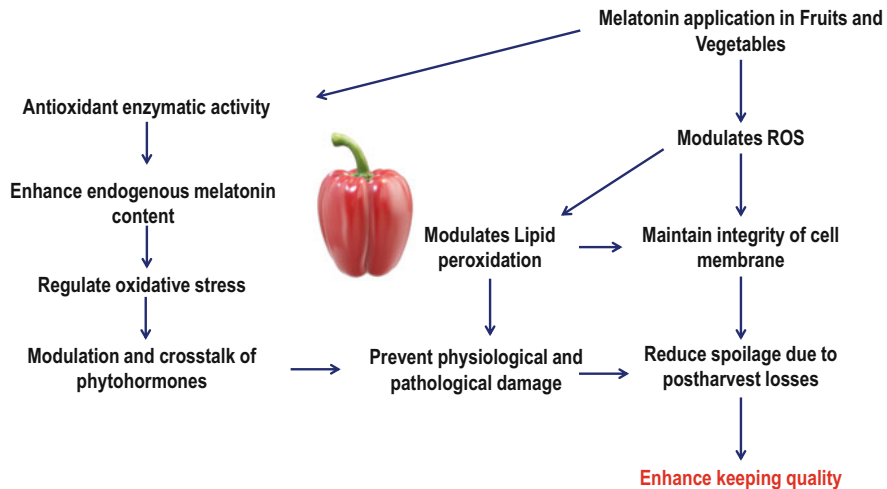 Melatonin application in Fruits and
Vegetables
Antioxidant enzymatic activity
Modulates ROS
Enhance endogenous melatonin
content
Modulates Lipid
peroxidation
Maintain integrity of cell
membrane
Regulate oxidative stress
Modulation and crosstalk of
phytohormones
Prevent physiological and
pathological damage
Reduce spoilage due to
postharvest losses
Enhance keeping quality